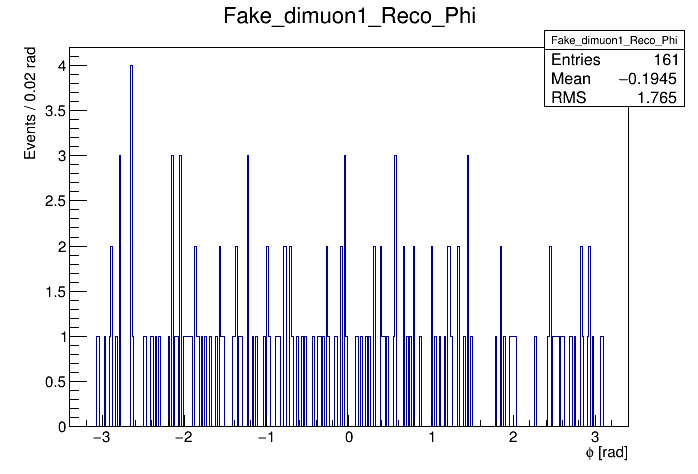 Fake_dimuon1_Reco_Phi
Fake_dimuon1_Reco_Phi
Entries 161
Mean −0.1945
RMS 1.765
Events / 0.02 rad
4
3.5
3
2.5
2
1.5
1
0.5
0
−3 −2 −1 0 1 2 3
ϕ [rad]